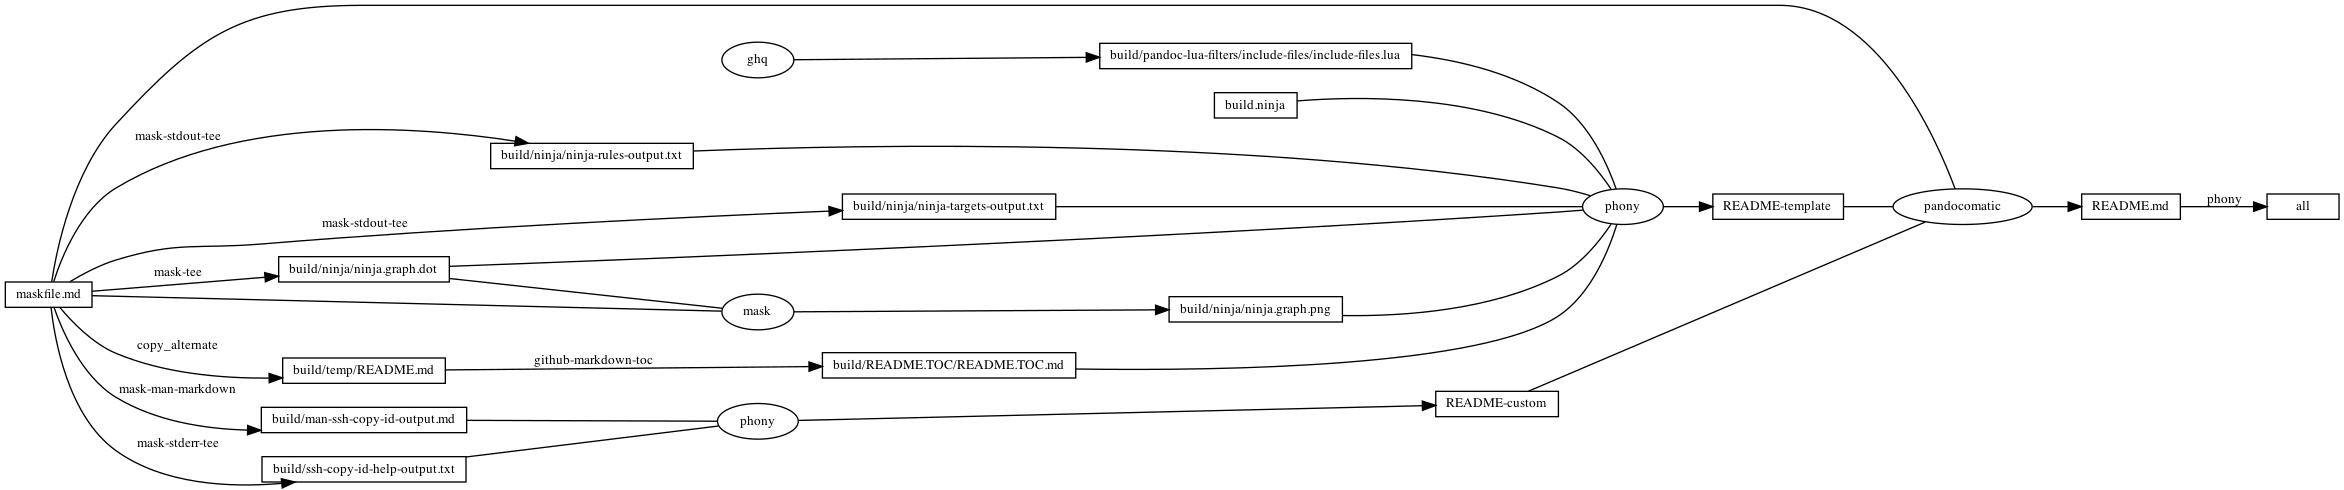 ghq
build/pandoc-lua-filters/include-files/include-files.lua
build.ninja
mask-stdout-tee
build/ninja/ninja-rules-output.txt
mask-stdout-tee
build/ninja/ninja-targets-output.txt
phony
README-template
pandocomatic
README.md
phony
all
mask-tee
build/ninja/ninja.graph.dot
maskfile.md
mask
build/ninja/ninja.graph.png
copy_alternate
build/temp/README.md
github-markdown-toc
build/README.TOC/README.TOC.md
mask-man-markdown
build/man-ssh-copy-id-output.md
phony
README-custom
mask-stderr-tee
build/ssh-copy-id-help-output.txt